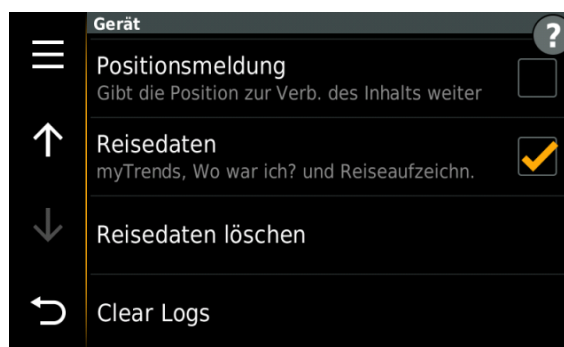 Gerät
?
Positionsmeldung
Gibt die Position zur Verb. des Inhalts weiter
Reisedaten
myTrends, Wo war ich? und Reiseaufzeichn.
Reisedaten löschen
Clear Logs